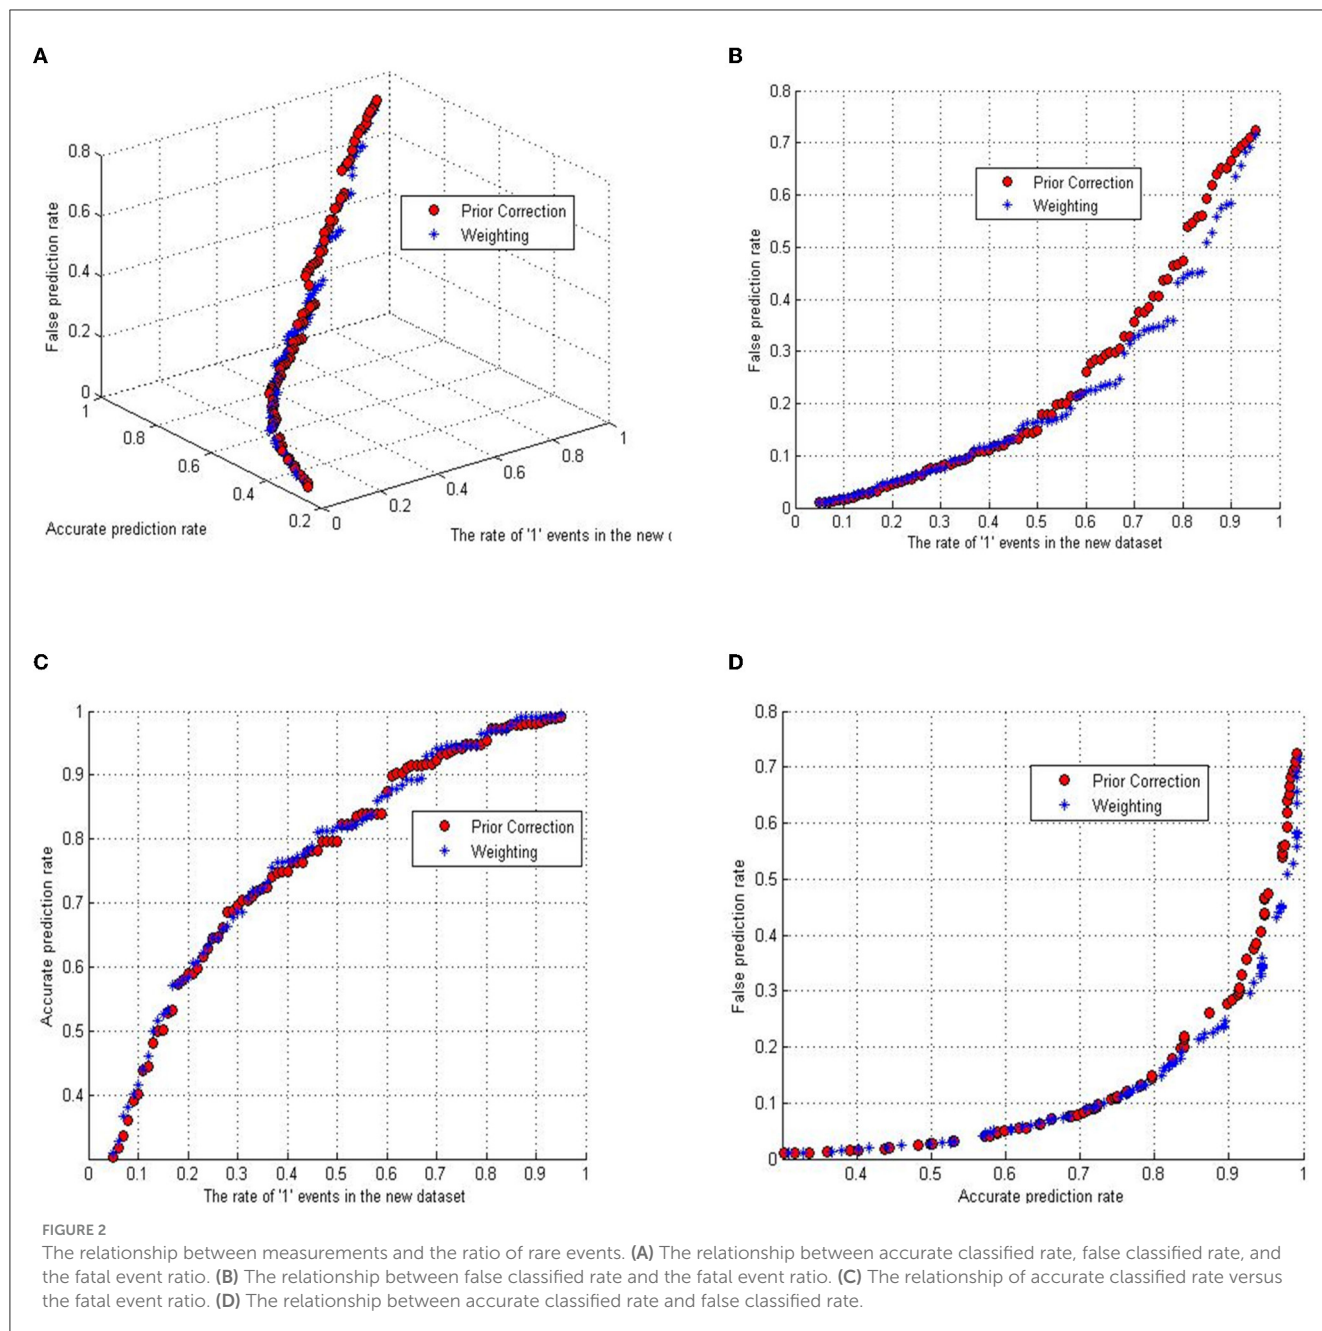 A
False prediction rate
0.8
0.6
0.4
0.2
0
1
0.8
0.6
0.4
0.2
0
0.2
0.4
0.6
0.8
1
Accurate prediction rate
The rate of '1' events in the new
Prior Correction
Weighting
B
False prediction rate
0.8
0.7
0.6
0.5
0.4
0.3
0.2
0.1
0
0 0.1 0.2 0.3 0.4 0.5 0.6 0.7 0.8 0.9 1
The rate of '1' events in the new dataset
Prior Correction
Weighting
C
Accurate prediction rate
1
0.9
0.8
0.7
0.6
0.5
0.4
0 0.1 0.2 0.3 0.4 0.5 0.6 0.7 0.8 0.9 1
The rate of '1' events in the new dataset
Prior Correction
Weighting
D
False prediction rate
0.8
0.7
0.6
0.5
0.4
0.3
0.2
0.1
0
0.4 0.5 0.6 0.7 0.8 0.9 1
Accurate prediction rate
Prior Correction
Weighting
FIGURE 2
The relationship between measurements and the ratio of rare events. (A) The relationship between accurate classified rate, false classified rate, and
the fatal event ratio. (B) The relationship between false classified rate and the fatal event ratio. (C) The relationship of accurate classified rate versus
the fatal event ratio. (D) The relationship between accurate classified rate and false classified rate.